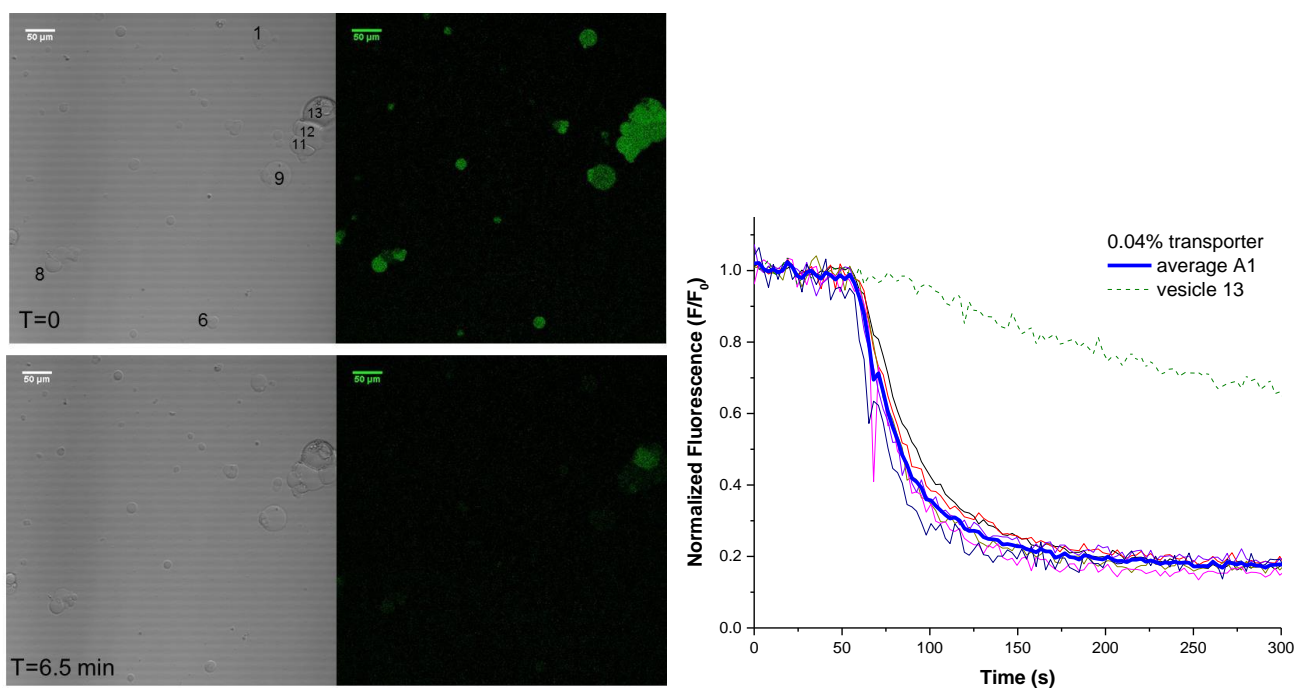 50 µm
50 µm
1
13
12
11
9
8
6
T=0
50 µm
50 µm
T=6.5 min
0.04% transporter
average A1
vesicle 13
Normalized Fluorescence (F/F₀)
1.0
0.8
0.6
0.4
0.2
0.0
0 50 100 150 200 250 300
Time (s)